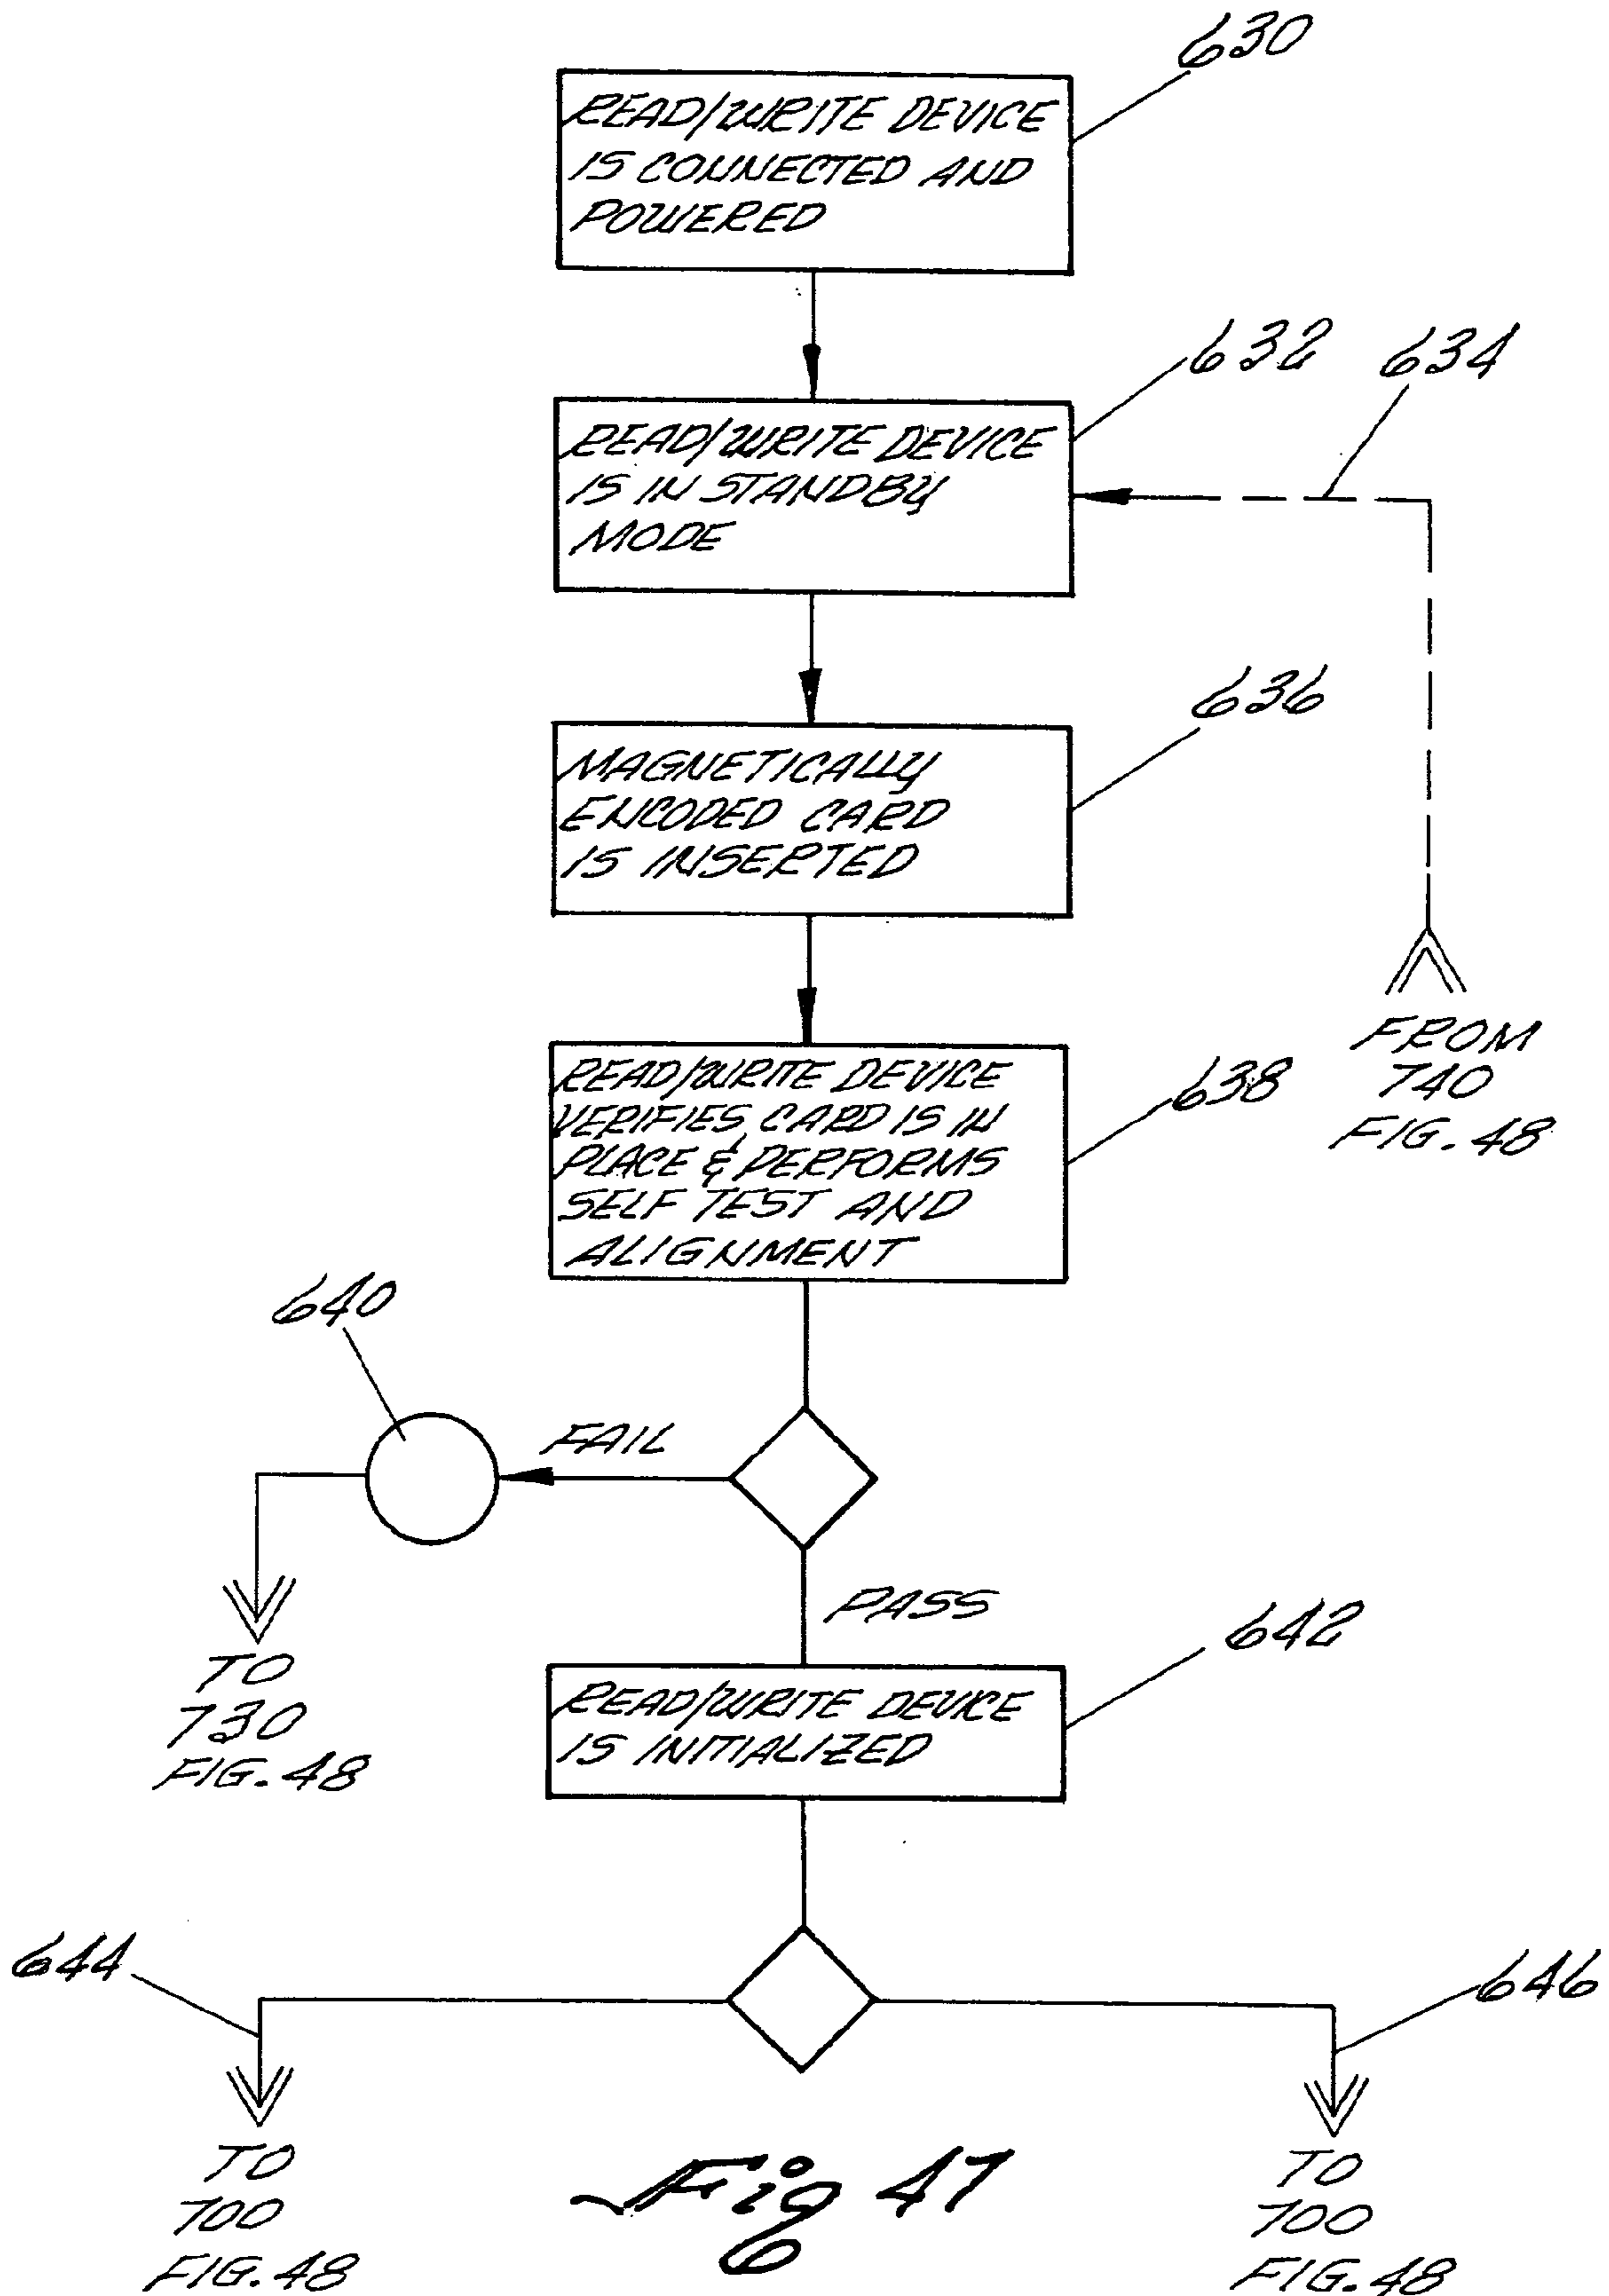 630
READ/WRITE DEVICE
IS CONNECTED AND
POWERED
632
634
READ/WRITE DEVICE
IS IN STANDBY
MODE
636
MAGNETICALLY
ENCODED CARD
IS INSERTED
FROM
740
FIG. 48
638
READ/WRITE DEVICE
VERIFIES CARD IS IN
PLACE & PERFORMS
SELF TEST AND
ALIGNMENT
640
FAIL
PASS
TO
730
FIG. 48
642
READ/WRITE DEVICE
IS INITIALIZED
644
646
TO
700
FIG. 48
TO
700
FIG. 48
Fig 47